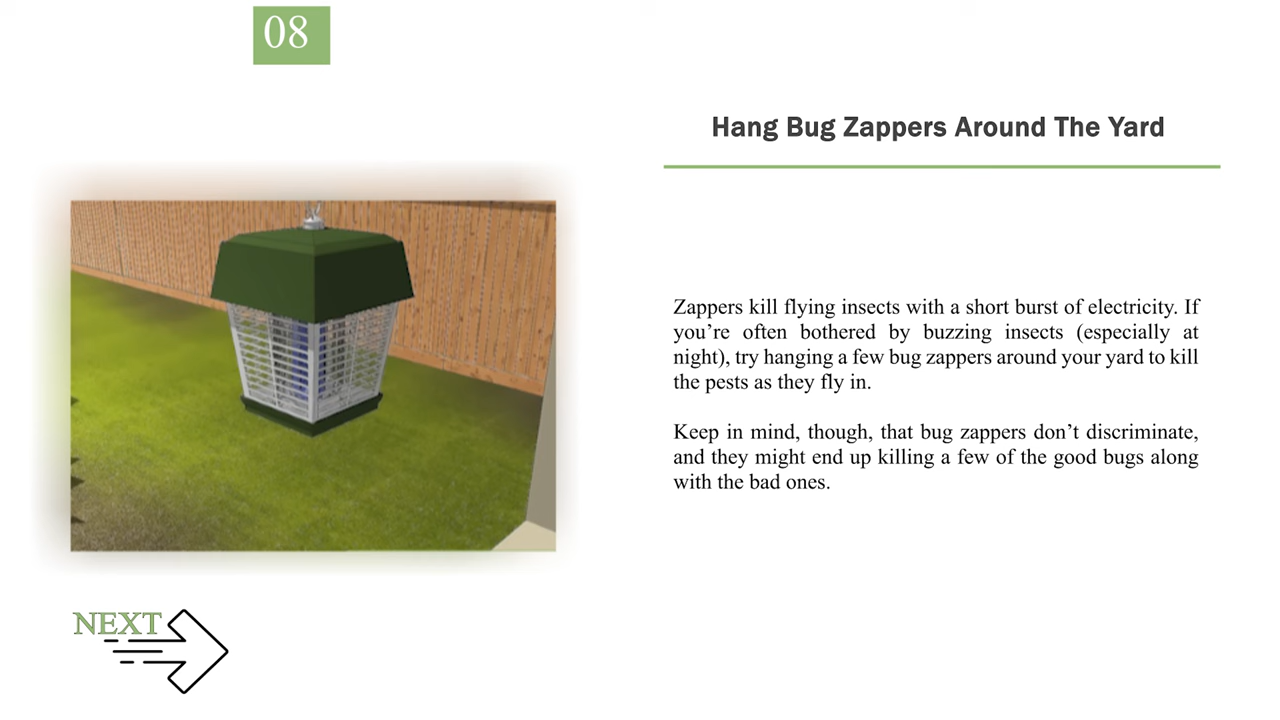 08
Hang Bug Zappers Around The Yard
Zappers kill flying insects with a short burst of electricity. If
you’re often bothered by buzzing insects (especially at
night), try hanging a few bug zappers around your yard to kill
the pests as they fly in.
Keep in mind, though, that bug zappers don’t discriminate,
and they might end up killing a few of the good bugs along
with the bad ones.
NEXT